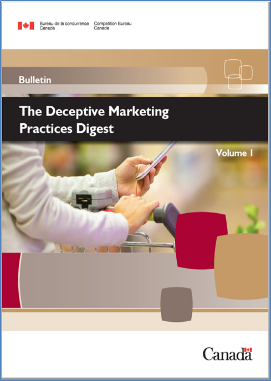 Bureau de la concurrence
Canada
Competition Bureau
Canada
Bulletin
The Deceptive Marketing
Practices Digest
Volume 1
Canada